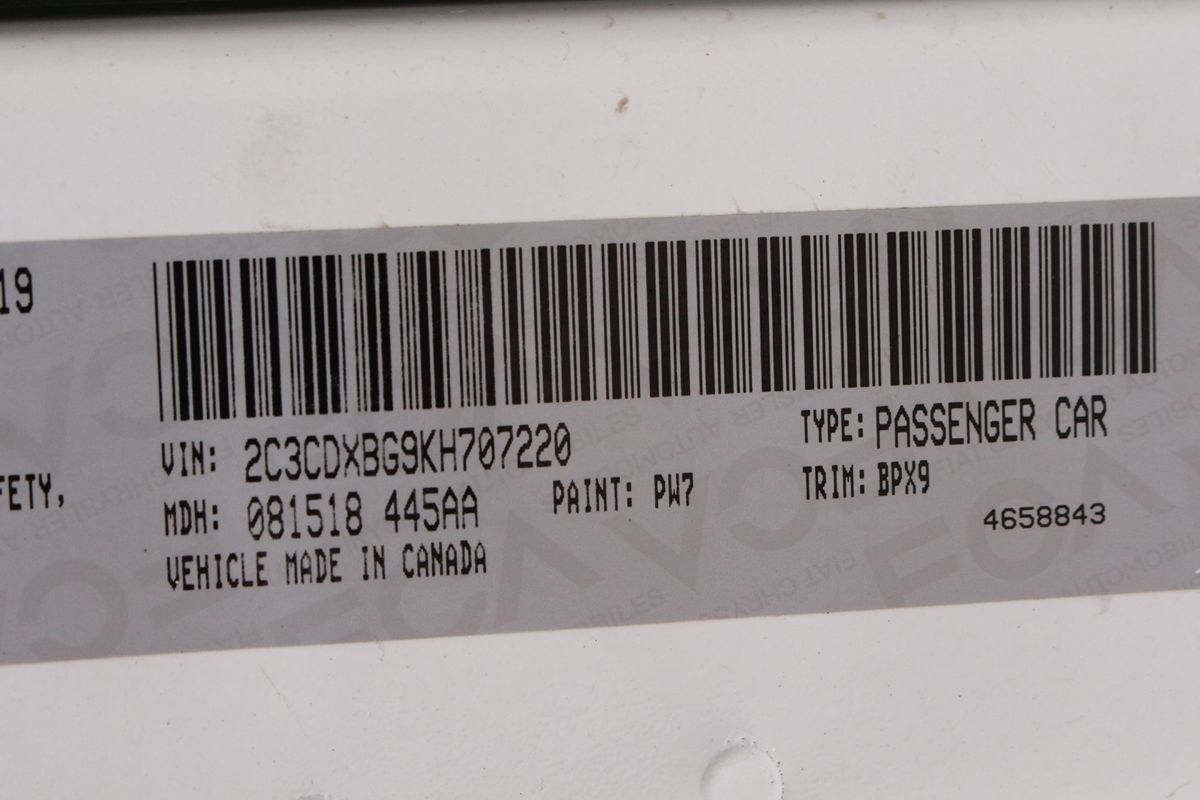 19
FETY,
VIN: 2C3CDXBG9KH707220
TYPE: PASSENGER CAR
MDH: 081518 445AA
PAINT: PW7
TRIM: BPX9
VEHICLE MADE IN CANADA
4658843